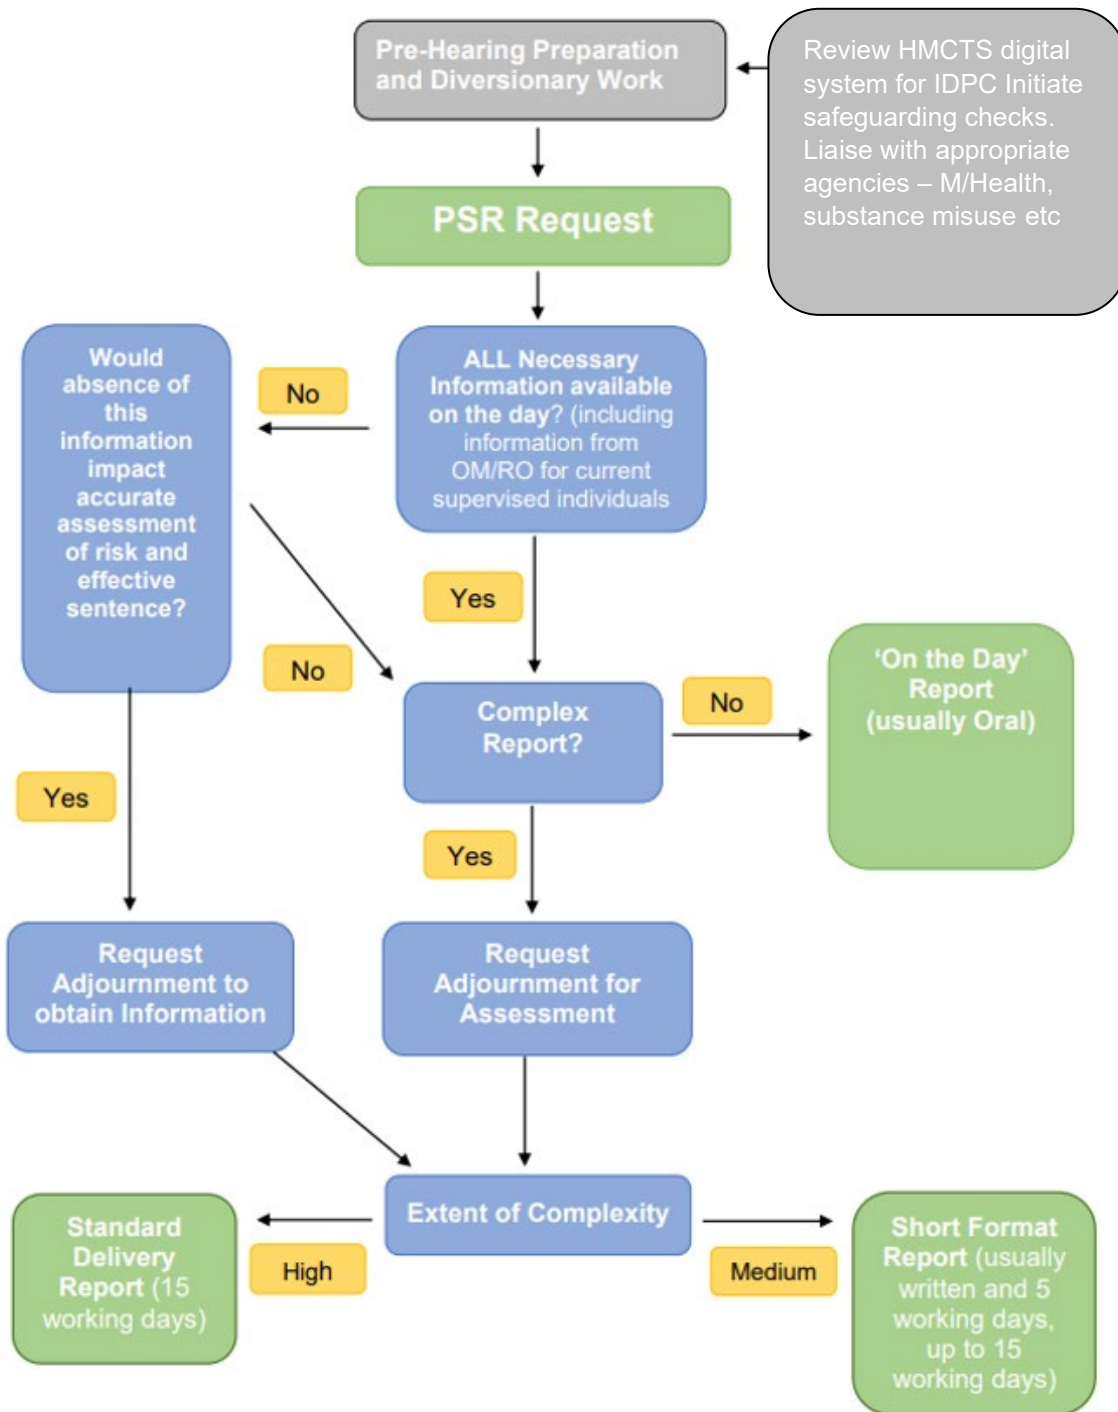 Pre-Hearing Preparation
and Diversionary Work
Review HMCTS digital
system for IDPC Initiate
safeguarding checks.
Liaise with appropriate
agencies – M/Health,
substance misuse etc
PSR Request
Would
absence of
this
information
impact
accurate
assessment
of risk and
effective
sentence?
No
ALL Necessary
Information available
on the day? (including
information from
OM/RO for current
supervised individuals
Yes
No
Complex
Report?
No
'On the Day'
Report
(usually Oral)
Yes
Yes
Request
Adjournment to
obtain Information
Request
Adjournment for
Assessment
Extent of Complexity
High
Medium
Standard
Delivery
Report (15
working days)
Short Format
Report (usually
written and 5
working days,
up to 15
working days)